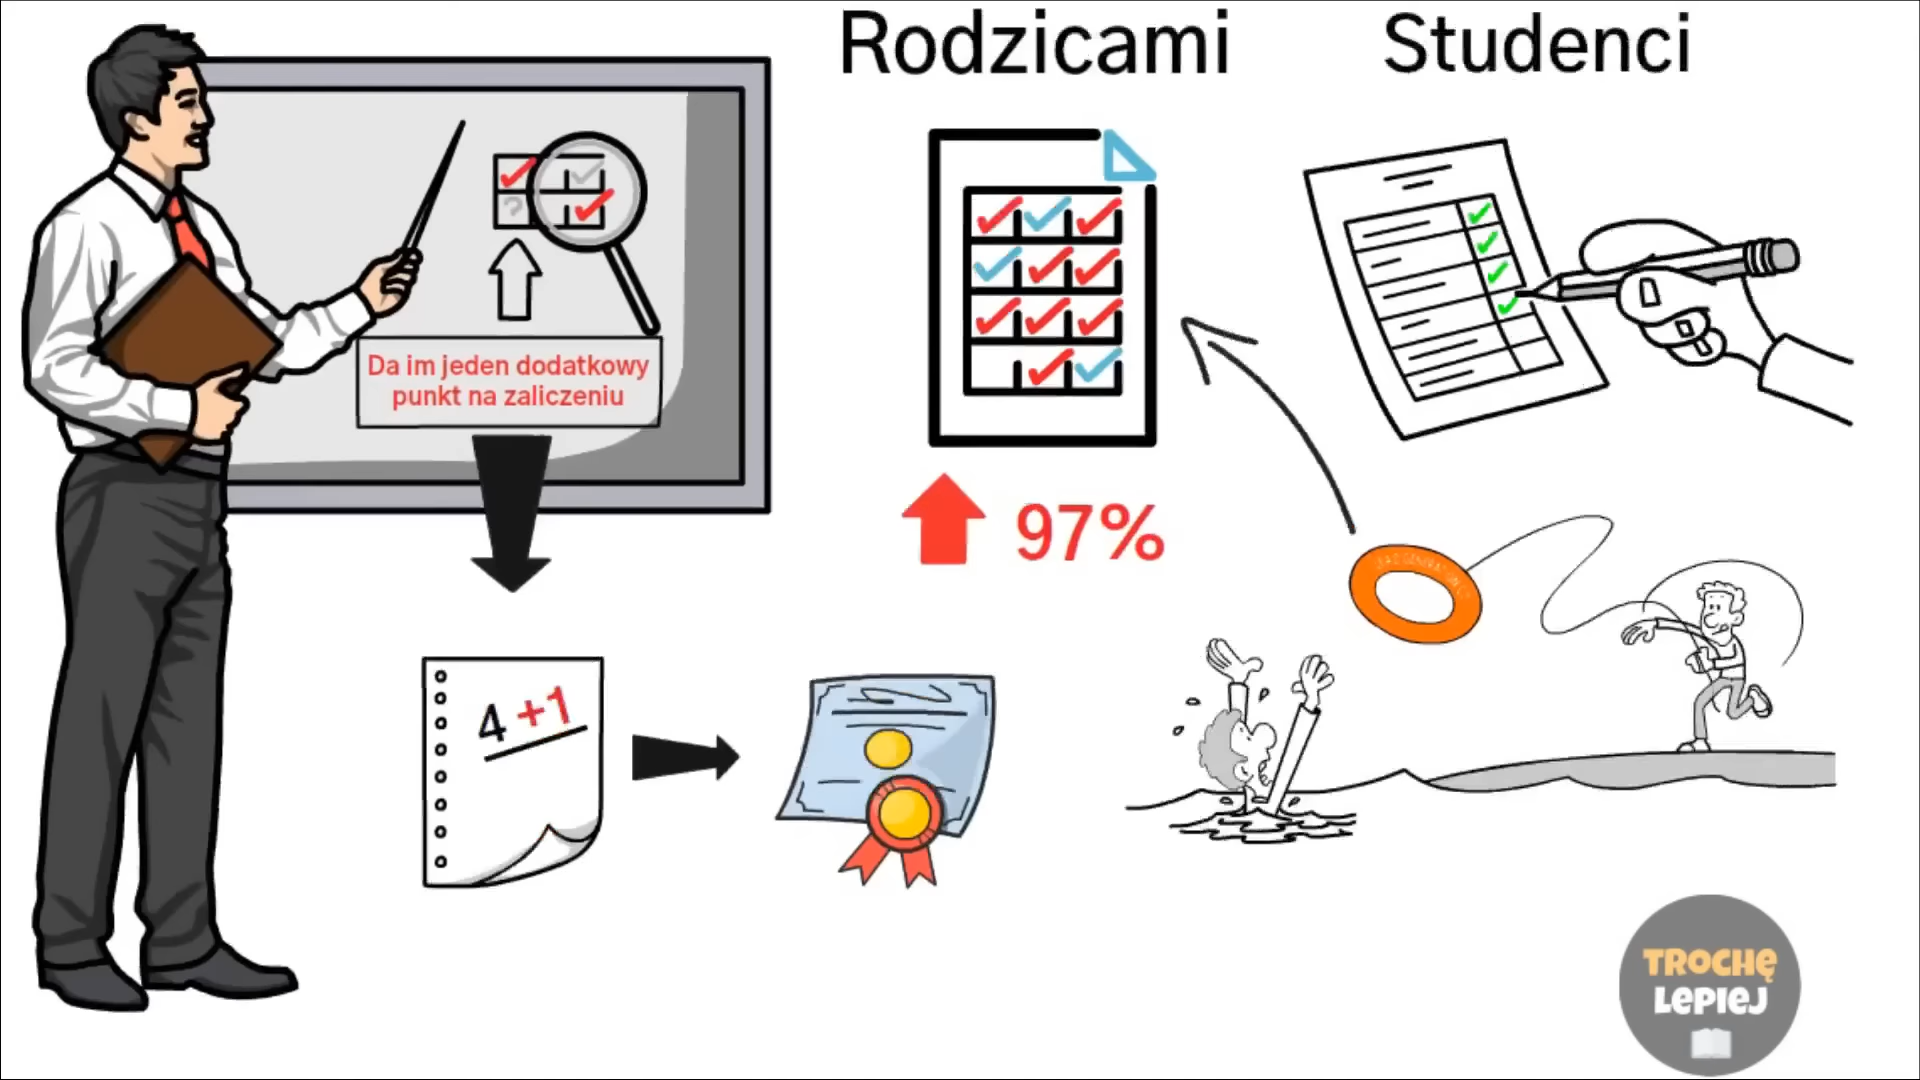 Rodzicami
Studenci
Da im jeden dodatkowy
punkt na zaliczeniu
97%
4 +1
TROCHĘ
LEPIEJ